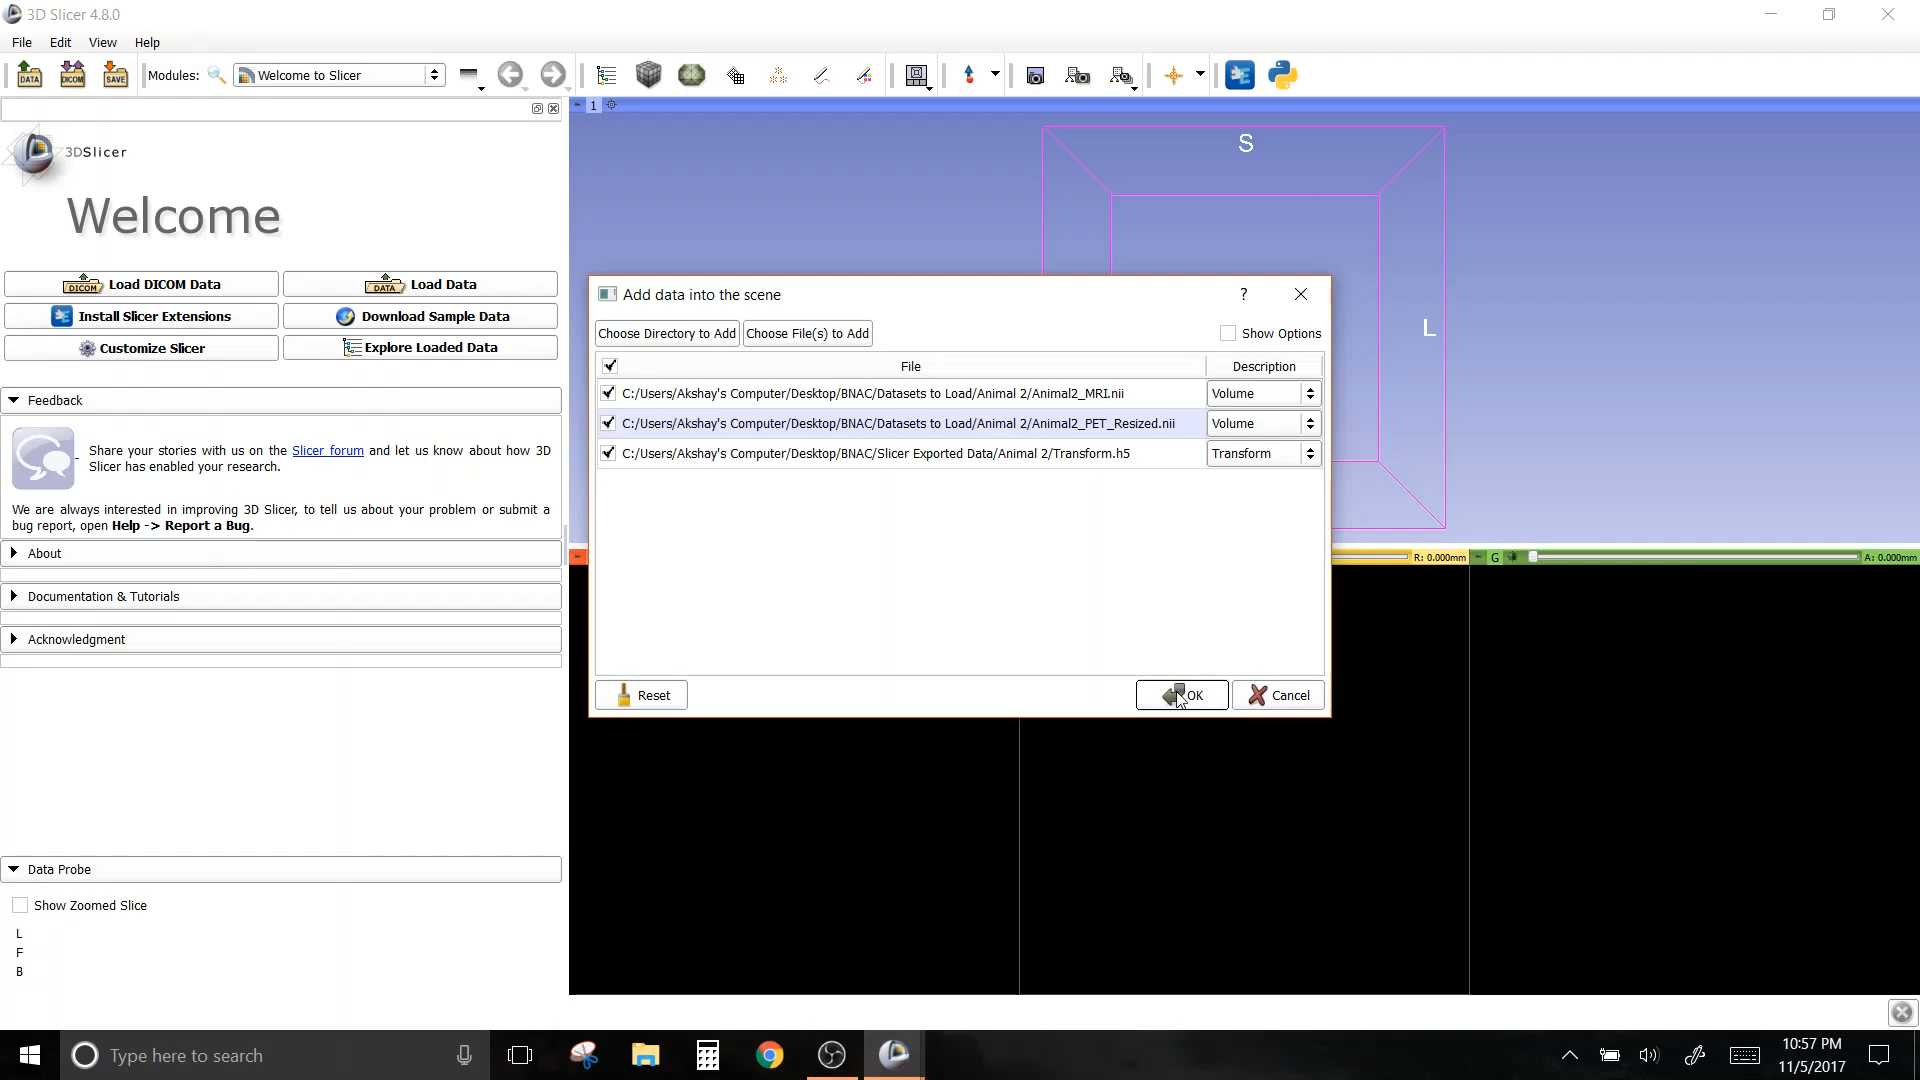 3D Slicer 4.8.0
File Edit View Help
DATA DICOM SAVE Modules: Welcome to Slicer
1
3DSlicer
Welcome
DICOM Load DICOM Data DATA Load Data
Install Slicer Extensions Download Sample Data
Customize Slicer Explore Loaded Data
Feedback
Share your stories with us on the Slicer forum and let us know about how 3D
Slicer has enabled your research.
We are always interested in improving 3D Slicer, to tell us about your problem or submit a
bug report, open Help -> Report a Bug.
About
Documentation & Tutorials
Acknowledgment
Data Probe
Show Zoomed Slice
L
F
B
S
L
Add data into the scene ?
Choose Directory to Add Choose File(s) to Add Show Options
File Description
C:/Users/Akshay's Computer/Desktop/BNAC/Datasets to Load/Animal 2/Animal2_MRI.nii Volume
C:/Users/Akshay's Computer/Desktop/BNAC/Datasets to Load/Animal 2/Animal2_PET_Resized.nii Volume
C:/Users/Akshay's Computer/Desktop/BNAC/Slicer Exported Data/Animal 2/Transform.h5 Transform
Reset OK Cancel
R: 0.000mm G A: 0.000mm
Type here to search
10:57 PM
11/5/2017